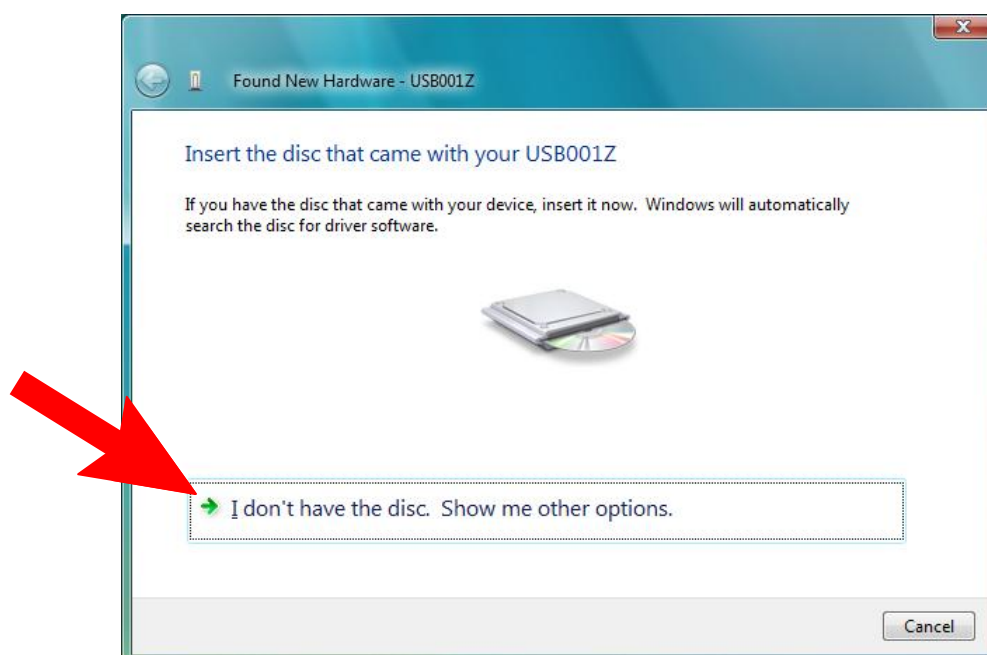 Found New Hardware - USB001Z
Insert the disc that came with your USB001Z
If you have the disc that came with your device, insert it now.  Windows will automatically
search the disc for driver software.
I don't have the disc.  Show me other options.
Cancel